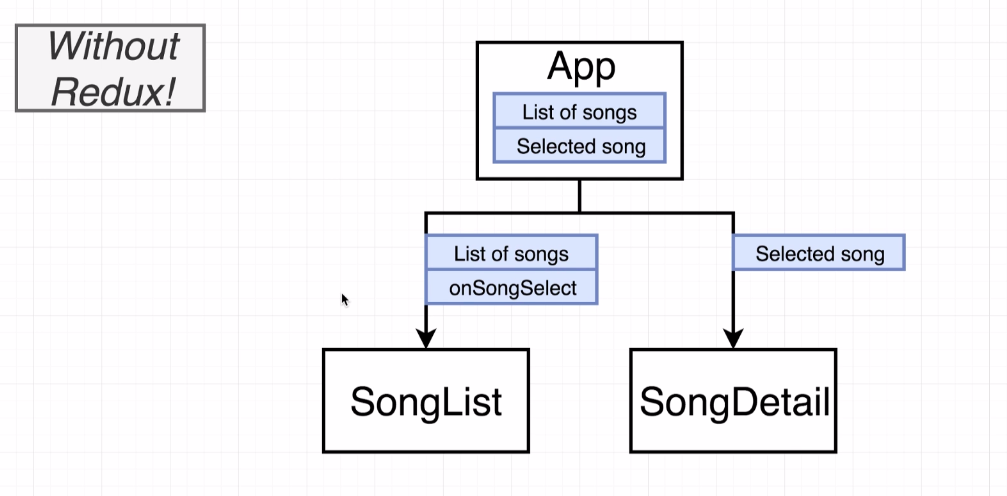 Without
Redux!
App
List of songs
Selected song
List of songs
onSongSelect
Selected song
SongList
SongDetail